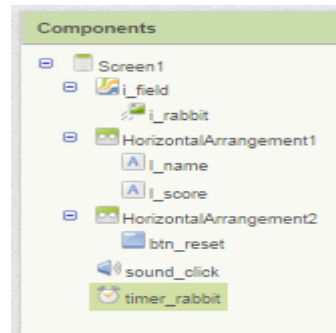 Components
Screen1
i_field
i_rabbit
HorizontalArrangement1
A l_name
A l_score
HorizontalArrangement2
btn_reset
sound_click
timer_rabbit